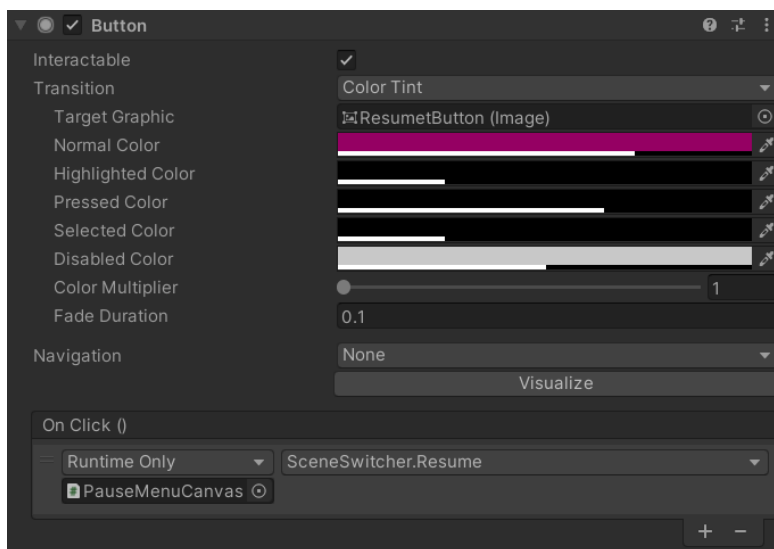 Button
Interactable
Transition Color Tint
Target Graphic ResumetButton (Image)
Normal Color
Highlighted Color
Pressed Color
Selected Color
Disabled Color
Color Multiplier 1
Fade Duration 0.1
Navigation None
Visualize
On Click ()
Runtime Only SceneSwitcher.Resume
PauseMenuCanvas